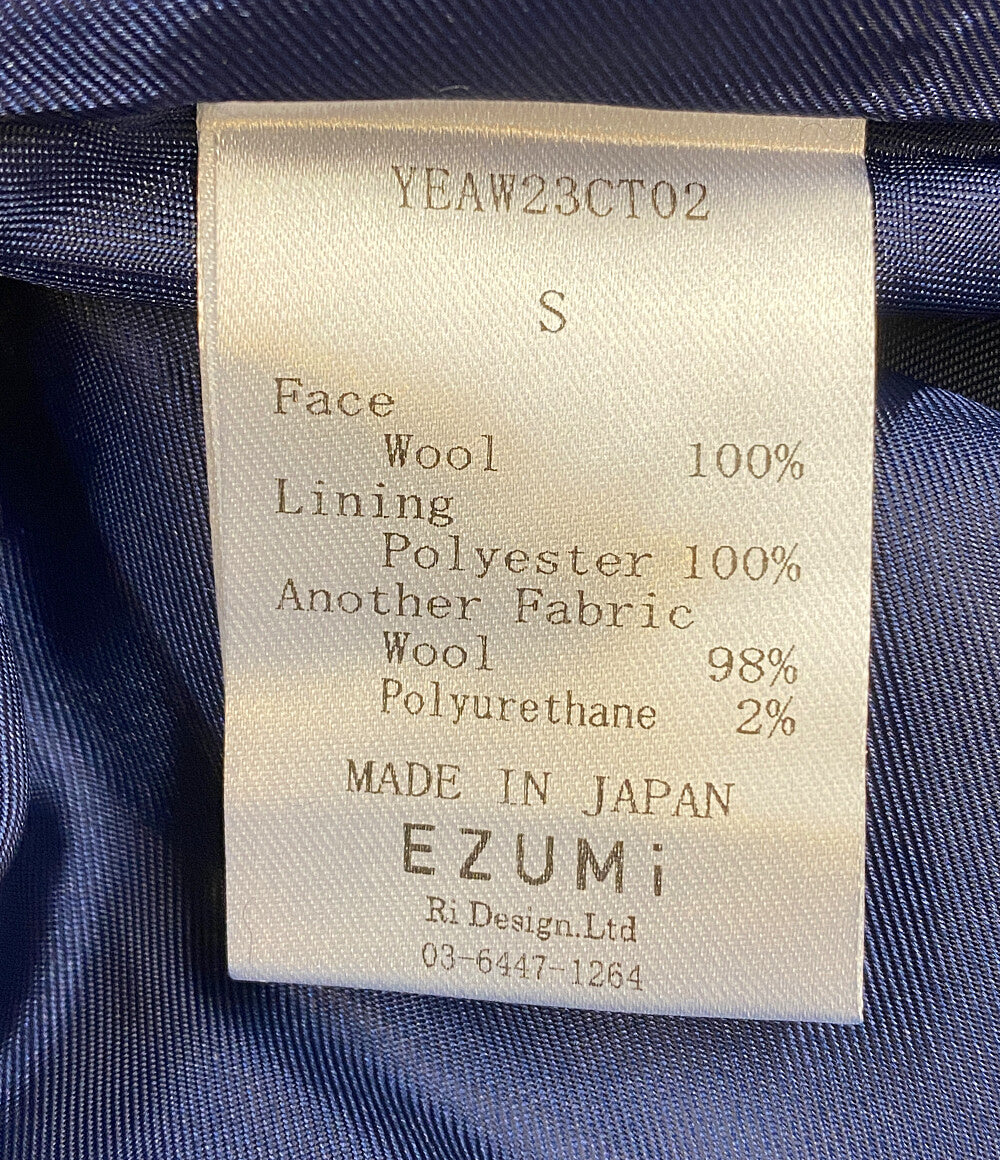 YEAW23CT02
S
Face
Wool 100%
Lining
Polyester 100%
Another Fabric
Wool 98%
Polyurethane 2%
MADE IN JAPAN
EZUMi
Ri Design.Ltd
03-6447-1264